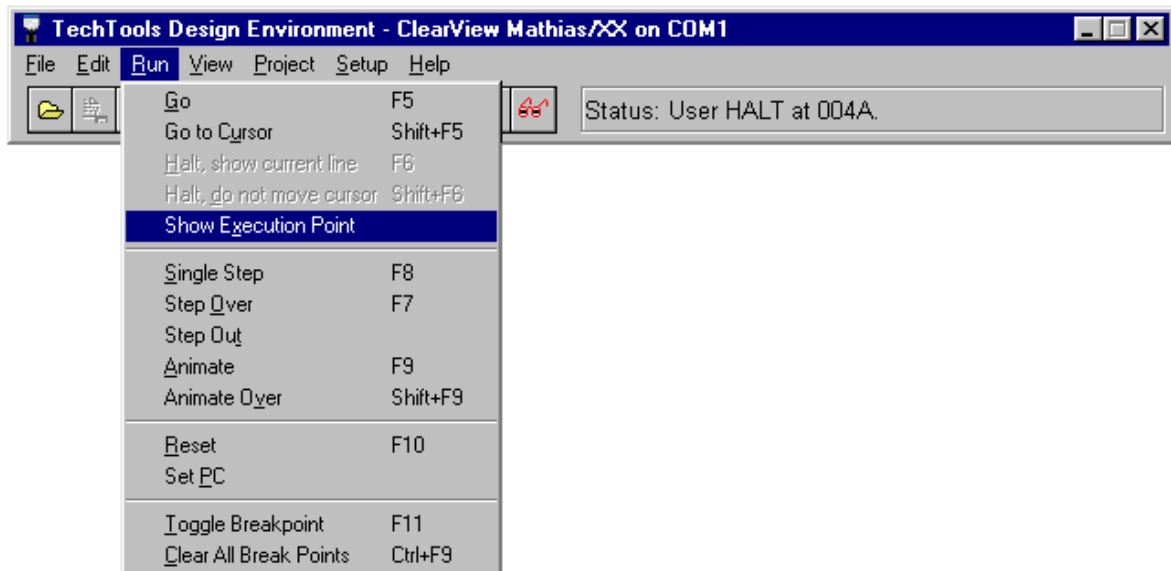 TechTools Design Environment - ClearView Mathias/XX on COM1
File Edit Run View Project Setup Help
Status: User HALT at 004A.
Go F5
Go to Cursor Shift+F5
Halt, show current line F6
Halt, do not move cursor Shift+F6
Show Execution Point
Single Step F8
Step Over F7
Step Out
Animate F9
Animate Over Shift+F9
Reset F10
Set PC
Toggle Breakpoint F11
Clear All Break Points Ctrl+F9